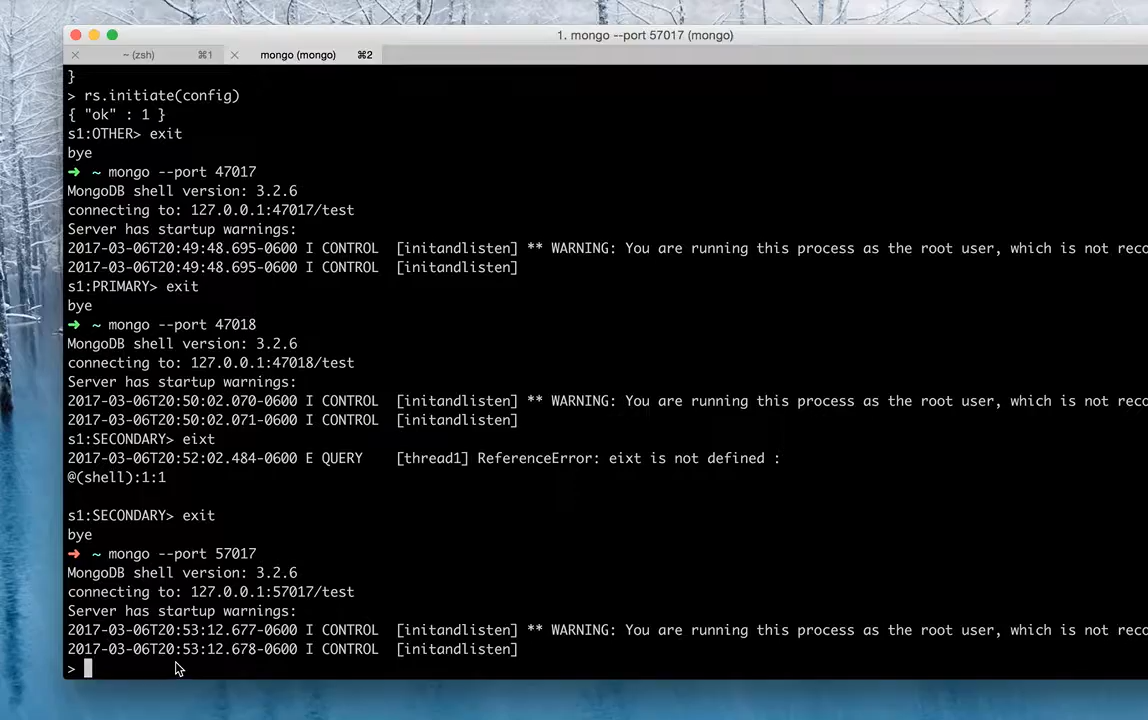 1. mongo --port 57017 (mongo)
~ (zsh) ⌘1 mongo (mongo) ⌘2
}
> rs.initiate(config)
{ "ok" : 1 }
s1:OTHER> exit
bye
➜ ~ mongo --port 47017
MongoDB shell version: 3.2.6
connecting to: 127.0.0.1:47017/test
Server has startup warnings:
2017-03-06T20:49:48.695-0600 I CONTROL [initandlisten] ** WARNING: You are running this process as the root user, which is not reco
2017-03-06T20:49:48.695-0600 I CONTROL [initandlisten]
s1:PRIMARY> exit
bye
➜ ~ mongo --port 47018
MongoDB shell version: 3.2.6
connecting to: 127.0.0.1:47018/test
Server has startup warnings:
2017-03-06T20:50:02.070-0600 I CONTROL [initandlisten] ** WARNING: You are running this process as the root user, which is not reco
2017-03-06T20:50:02.071-0600 I CONTROL [initandlisten]
s1:SECONDARY> eixt
2017-03-06T20:52:02.484-0600 E QUERY [thread1] ReferenceError: eixt is not defined :
@(shell):1:1
s1:SECONDARY> exit
bye
➜ ~ mongo --port 57017
MongoDB shell version: 3.2.6
connecting to: 127.0.0.1:57017/test
Server has startup warnings:
2017-03-06T20:53:12.677-0600 I CONTROL [initandlisten] ** WARNING: You are running this process as the root user, which is not reco
2017-03-06T20:53:12.678-0600 I CONTROL [initandlisten]
>